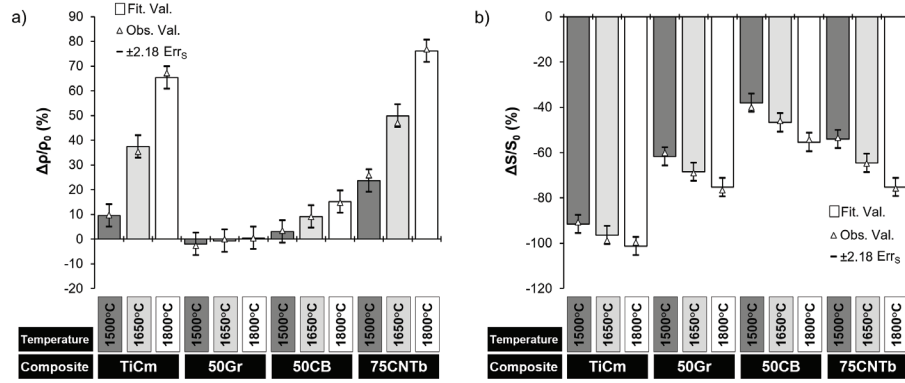 a)
Δρ/ρ₀ (%)
90
80
70
60
50
40
30
20
10
0
-10
-20
Fit. Val.
Obs. Val.
±2.18 Errₛ
Temperature
1500°C
1650°C
1800°C
1500°C
1650°C
1800°C
1500°C
1650°C
1800°C
1500°C
1650°C
1800°C
Composite
TiCm
50Gr
50CB
75CNTb
b)
ΔS/S₀ (%)
0
-20
-40
-60
-80
-100
-120
Fit. Val.
Obs. Val.
±2.18 Errₛ
Temperature
1500°C
1650°C
1800°C
1500°C
1650°C
1800°C
1500°C
1650°C
1800°C
1500°C
1650°C
1800°C
Composite
TiCm
50Gr
50CB
75CNTb